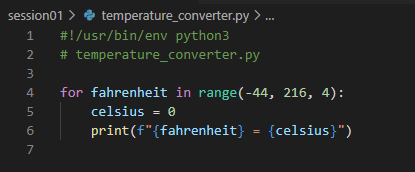 session01 > temperature_converter.py > ...
1 #!/usr/bin/env python3
2 # temperature_converter.py
3
4 for fahrenheit in range(-44, 216, 4):
5     celsius = 0
6     print(f"{fahrenheit} = {celsius}")
7